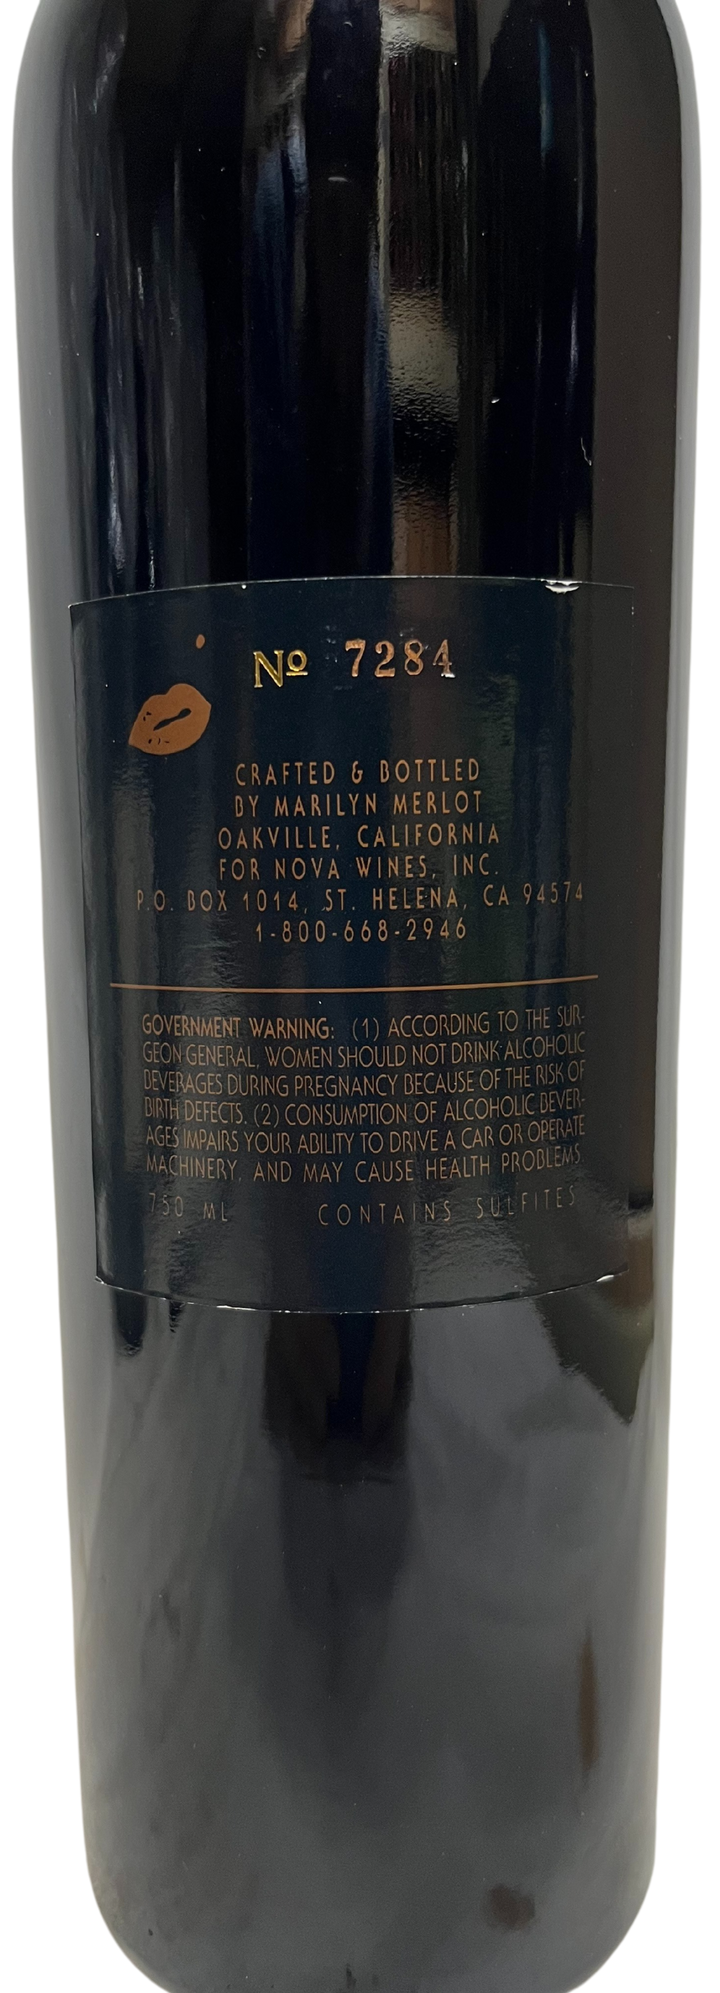 Nº 7284
CRAFTED & BOTTLED
BY MARILYN MERLOT
OAKVILLE, CALIFORNIA
FOR NOVA WINES, INC.
P.O. BOX 1014, ST. HELENA, CA 94574
1-800-668-2946
GOVERNMENT WARNING: (1) ACCORDING TO THE SUR-
GEON GENERAL, WOMEN SHOULD NOT DRINK ALCOHOLIC
BEVERAGES DURING PREGNANCY BECAUSE OF THE RISK OF
BIRTH DEFECTS. (2) CONSUMPTION OF ALCOHOLIC BEVER-
AGES IMPAIRS YOUR ABILITY TO DRIVE A CAR OR OPERATE
MACHINERY, AND MAY CAUSE HEALTH PROBLEMS.
750 ML CONTAINS SULFITES